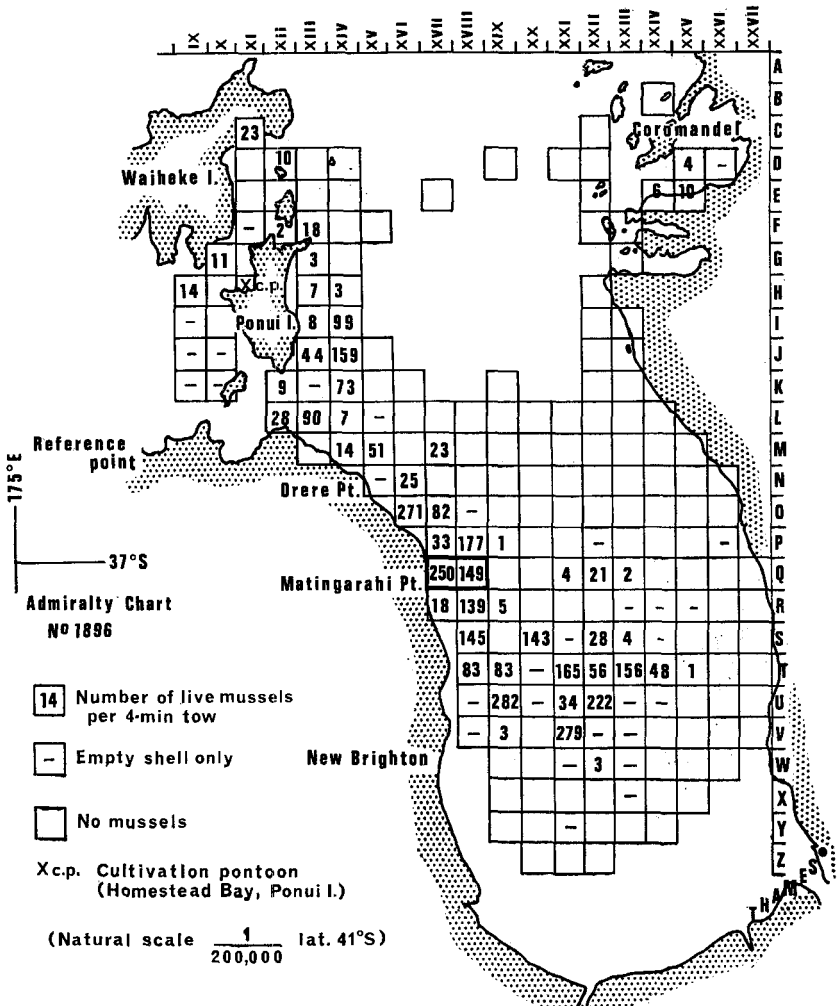 IX X XI XII XIII XIV XV XVI XVII XVIII XIX XX XXI XXII XXIII XXIV XXV XXVI XXVII
A
B
23 C
Coromandel
10 4 – D
Waiheke I.
6 10 E
– 2 18 F
11 3 G
14 Xc.p. 7 3 H
– Ponui I. 8 99 I
– – 44 159 J
– – 9 – 73 K
28 90 7 – L
Reference
point
14 51 23 M
– 25 N
Orere Pt.
271 82 – O
175°E
33 177 1 – – P
37°S
250 149 4 21 2 Q
Matingarahi Pt.
18 139 5 – – – R
Admiralty Chart
Nº 1896
145 143 – 28 4 – S
83 83 – 165 56 156 48 1 T
– 282 – 34 222 – – U
– 3 279 – – V
New Brighton
– 3 – W
– X
– Y
Z
THAMES
14 Number of live mussels
per 4-min tow
– Empty shell only
No mussels
Xc.p. Cultivation pontoon
(Homestead Bay, Ponui I.)
(Natural scale 1/200,000 lat. 41°S)